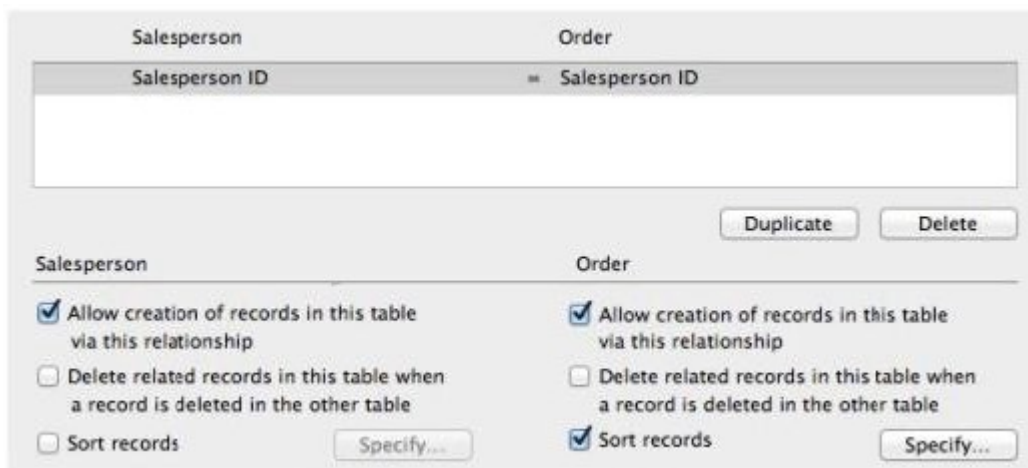 Salesperson Order
Salesperson ID = Salesperson ID
Duplicate Delete
Salesperson Order
Allow creation of records in this table
via this relationship
Allow creation of records in this table
via this relationship
Delete related records in this table when
a record is deleted in the other table
Delete related records in this table when
a record is deleted in the other table
Sort records Specify...
Sort records Specify...